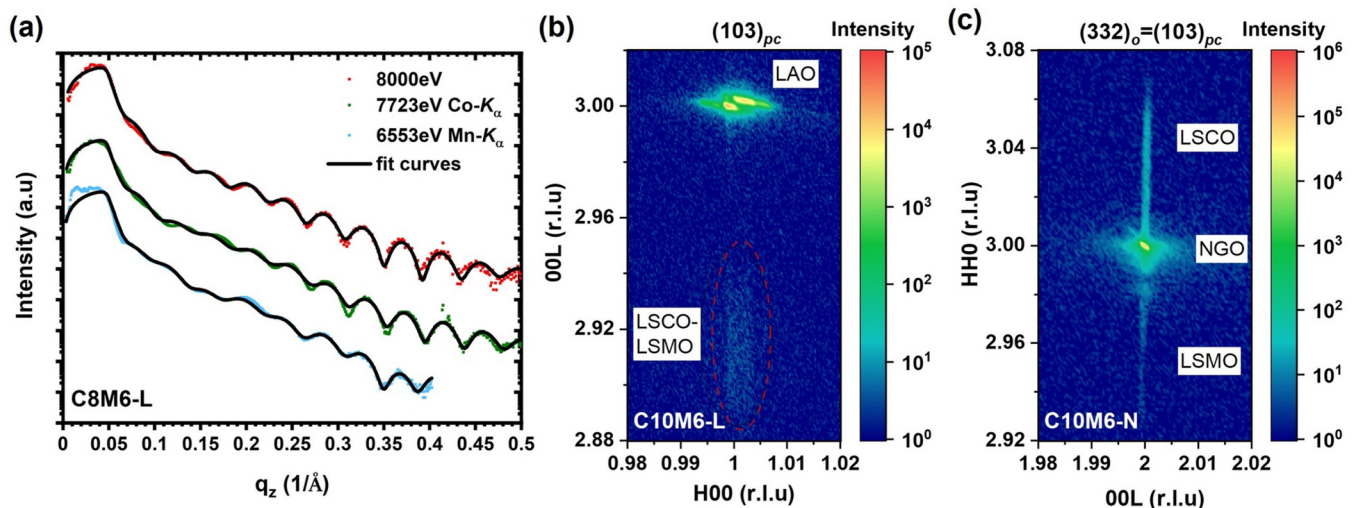 (a)
8000eV
7723eV Co-Kα
6553eV Mn-Kα
fit curves
Intensity (a.u)
C8M6-L
0 0.05 0.1 0.15 0.2 0.25 0.3 0.35 0.4 0.45 0.5
qz (1/Å)
(b)
(103)pc
Intensity
LAO
LSCO-
LSMO
C10M6-L
3.00
2.96
2.92
2.88
00L (r.l.u)
0.98 0.99 1 1.01 1.02
H00 (r.l.u)
10^5
10^4
10^3
10^2
10^1
10^0
(c)
(332)o=(103)pc
Intensity
LSCO
NGO
LSMO
C10M6-N
3.08
3.04
3.00
2.96
2.92
HH0 (r.l.u)
1.98 1.99 2 2.01 2.02
00L (r.l.u)
10^6
10^5
10^4
10^3
10^2
10^1
10^0